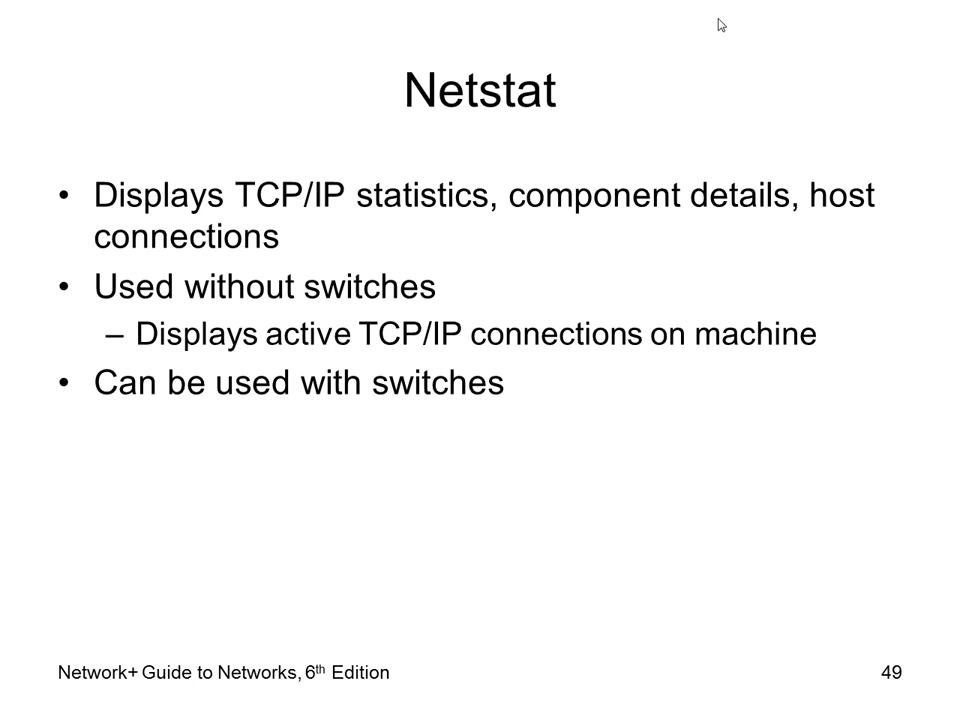 Netstat
• Displays TCP/IP statistics, component details, host
connections
• Used without switches
– Displays active TCP/IP connections on machine
• Can be used with switches
Network+ Guide to Networks, 6th Edition
49